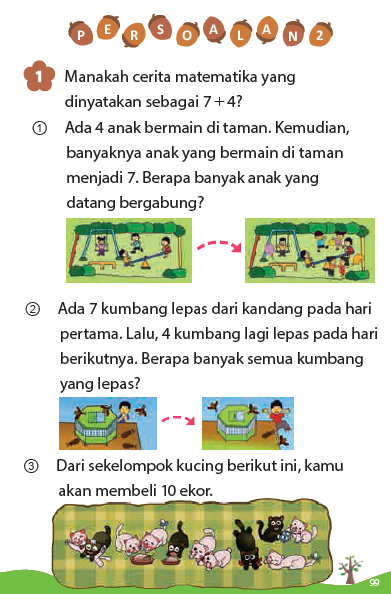 PERSOALAN 2
1 Manakah cerita matematika yang
dinyatakan sebagai 7 + 4?
① Ada 4 anak bermain di taman. Kemudian,
banyaknya anak yang bermain di taman
menjadi 7. Berapa banyak anak yang
datang bergabung?
② Ada 7 kumbang lepas dari kandang pada hari
pertama. Lalu, 4 kumbang lagi lepas pada hari
berikutnya. Berapa banyak semua kumbang
yang lepas?
③ Dari sekelompok kucing berikut ini, kamu
akan membeli 10 ekor.
99